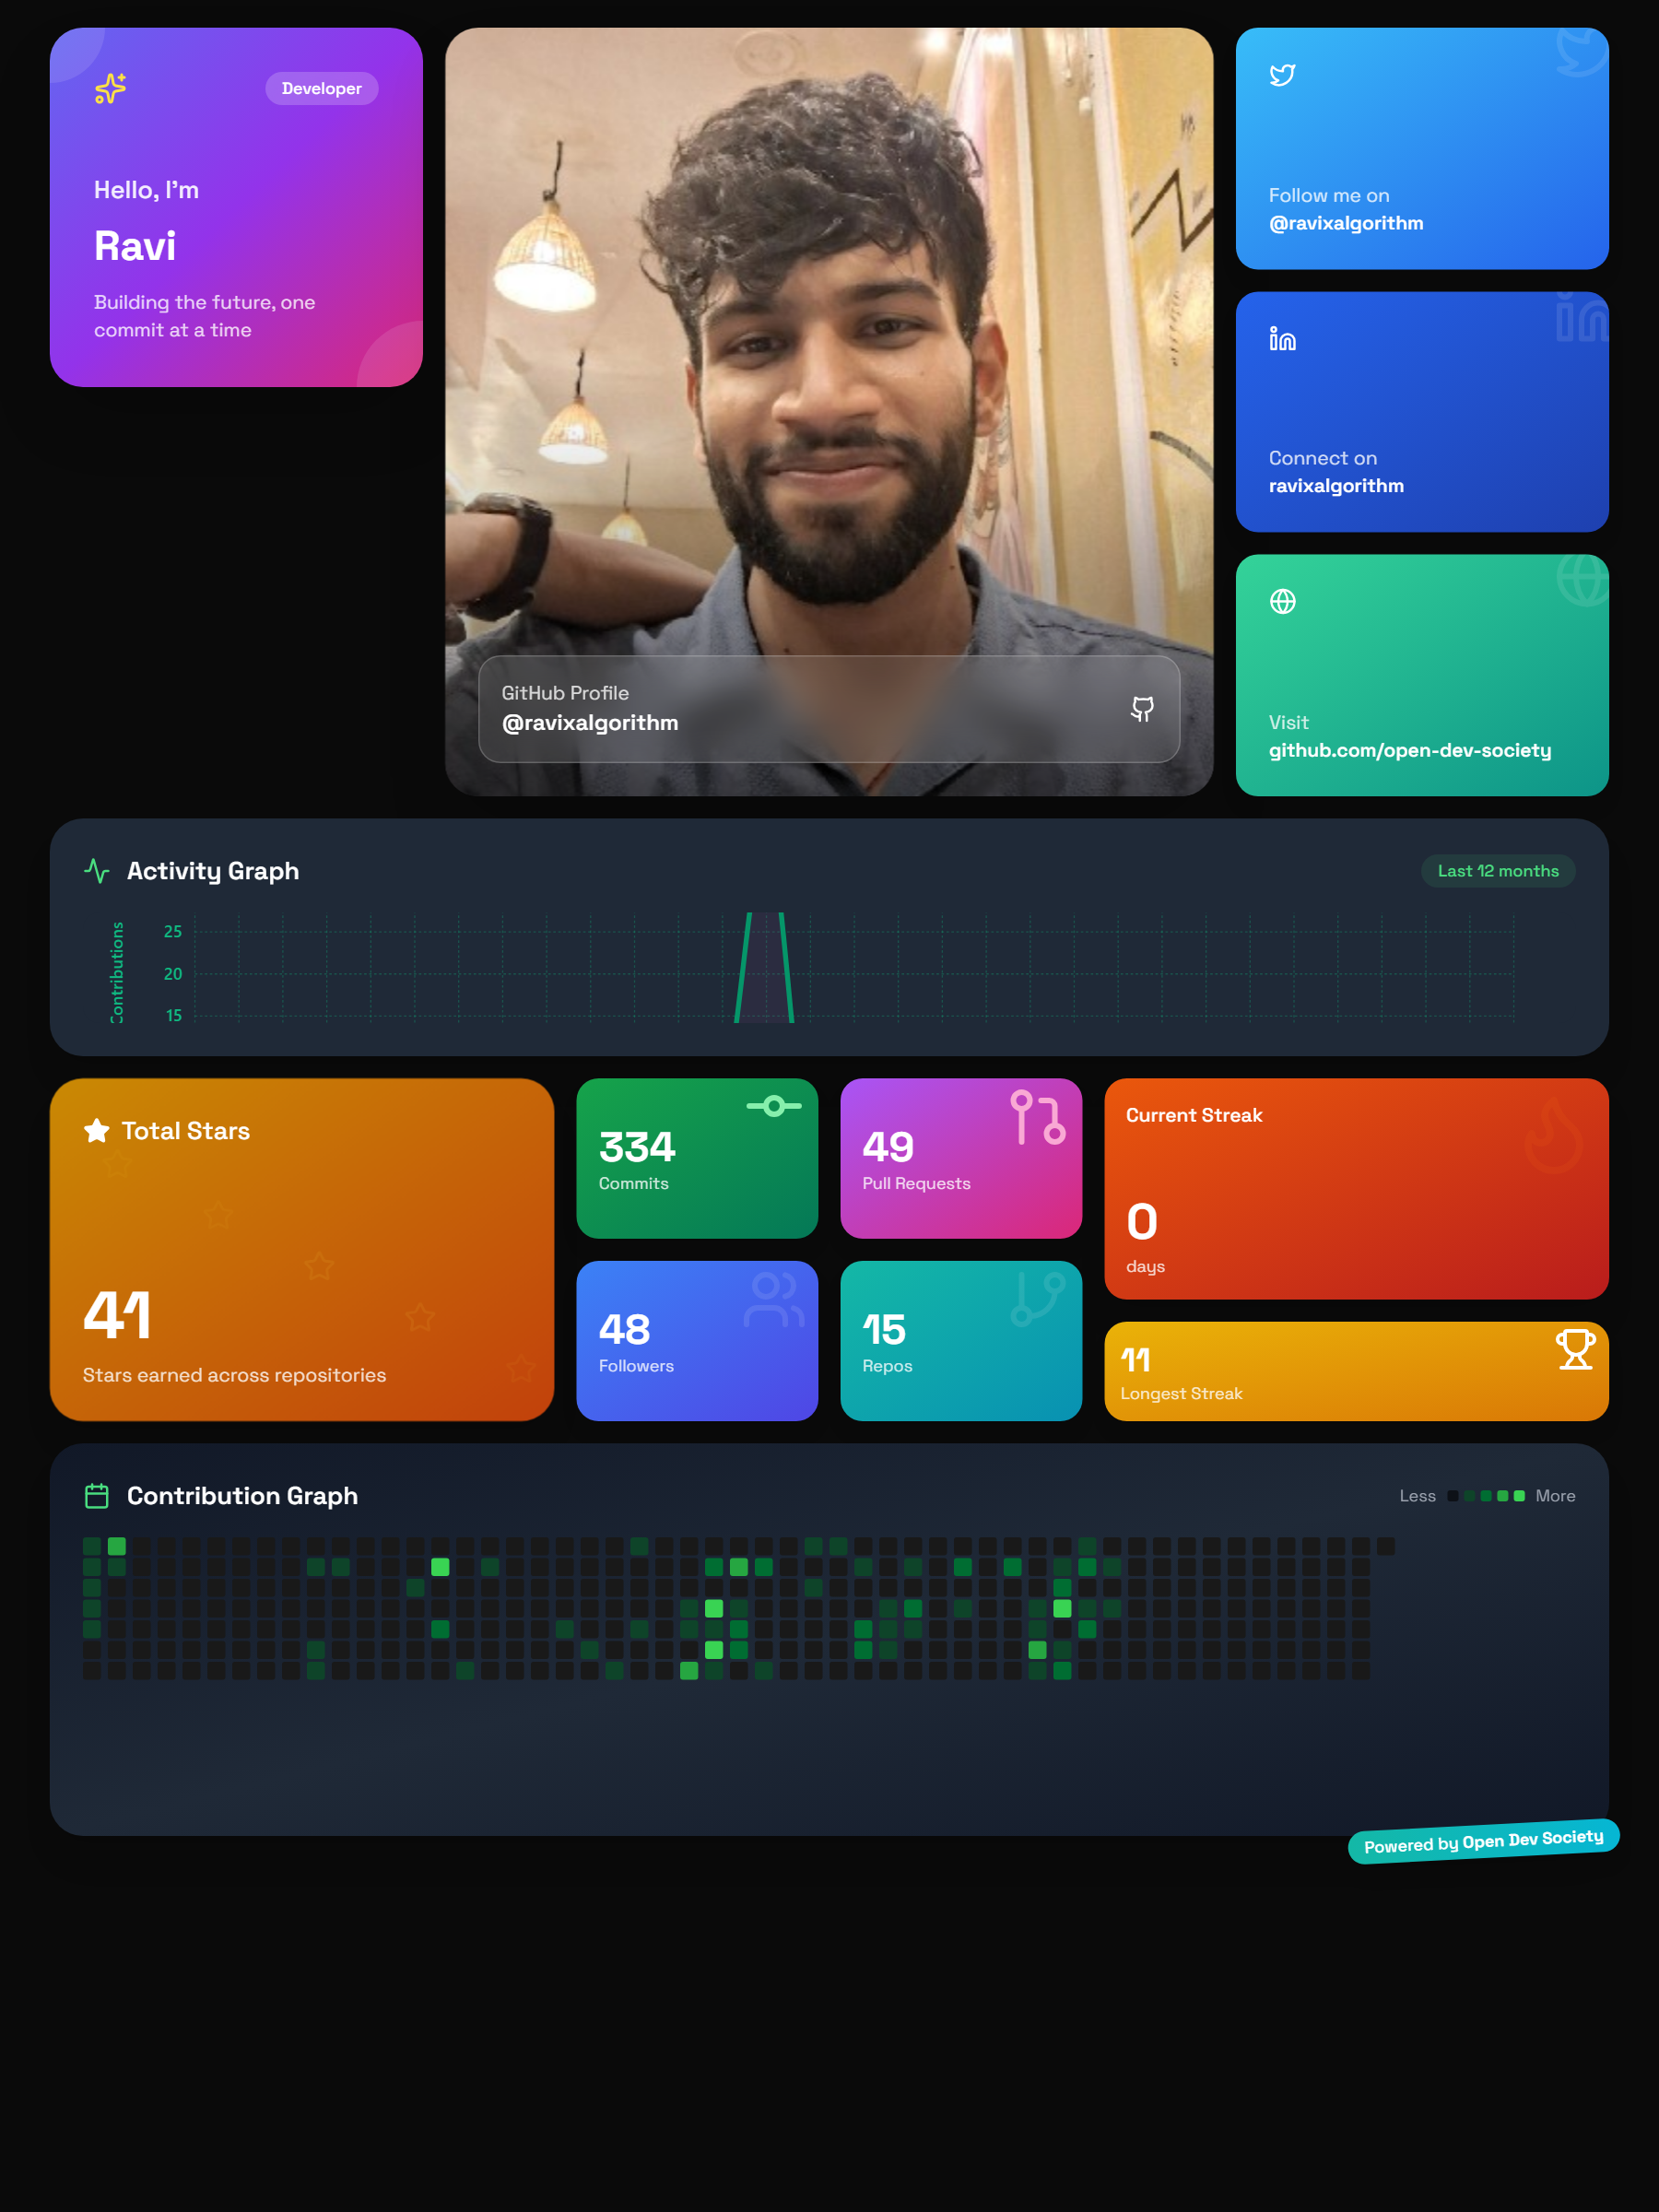 Developer
Hello, I'm
Ravi
Building the future, one
commit at a time
GitHub Profile
@ravixalgorithm
Follow me on
@ravixalgorithm
Connect on
ravixalgorithm
Visit
github.com/open-dev-society
Activity Graph
Last 12 months
Contributions
25
20
15
Total Stars
41
Stars earned across repositories
334
Commits
49
Pull Requests
48
Followers
15
Repos
Current Streak
0
days
11
Longest Streak
Contribution Graph
Less
More
Powered by Open Dev Society